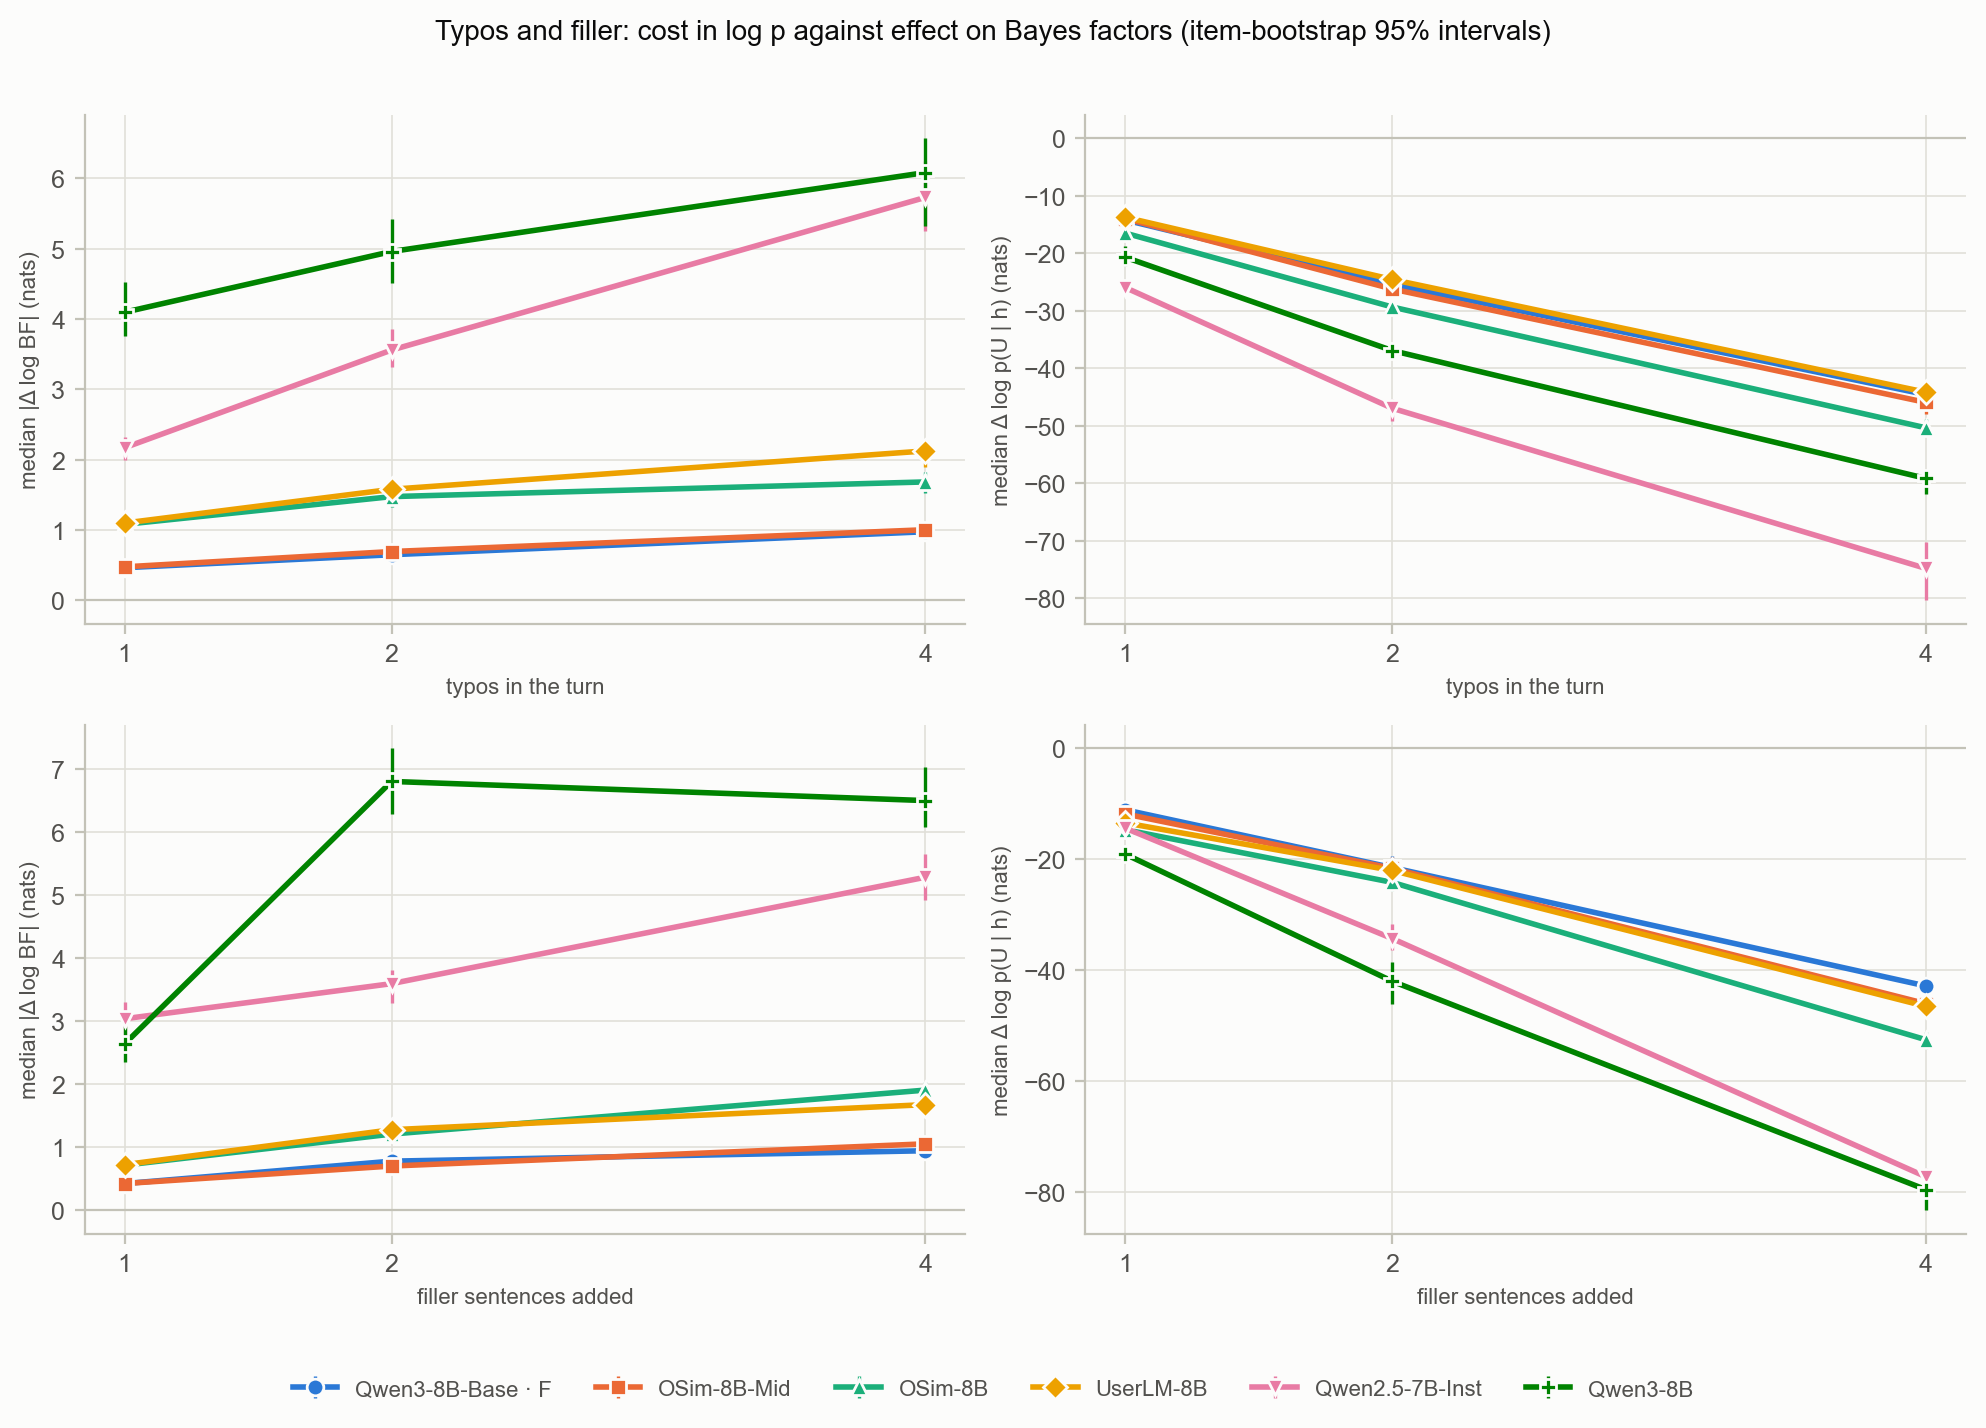 Typos and filler: cost in log p against effect on Bayes factors (item-bootstrap 95% intervals)
median |Δ log BF| (nats)
6
5
4
3
2
1
0
1
2
4
typos in the turn
median Δ log p(U | h) (nats)
0
−10
−20
−30
−40
−50
−60
−70
−80
1
2
4
typos in the turn
median |Δ log BF| (nats)
7
6
5
4
3
2
1
0
1
2
4
filler sentences added
median Δ log p(U | h) (nats)
0
−20
−40
−60
−80
1
2
4
filler sentences added
Qwen3-8B-Base · F
OSim-8B-Mid
OSim-8B
UserLM-8B
Qwen2.5-7B-Inst
Qwen3-8B